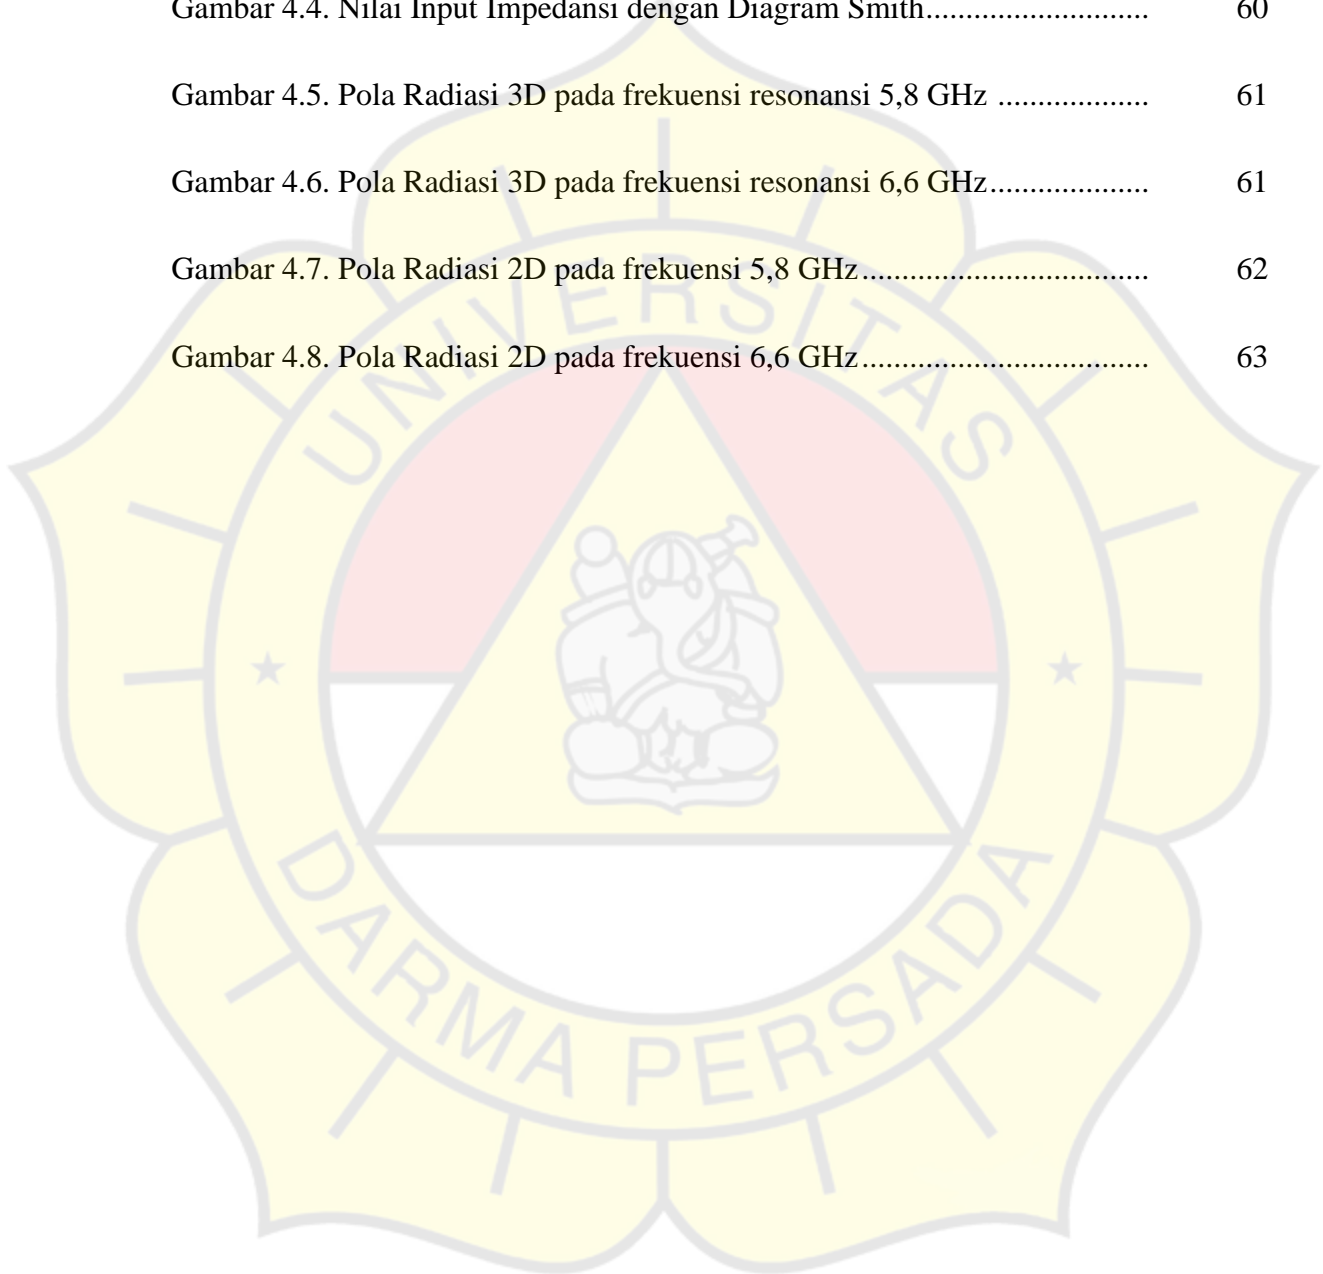 Gambar 4.4. Nilai Input Impedansi dengan Diagram Smith............................ 60
Gambar 4.5. Pola Radiasi 3D pada frekuensi resonansi 5,8 GHz ................... 61
Gambar 4.6. Pola Radiasi 3D pada frekuensi resonansi 6,6 GHz.................... 61
Gambar 4.7. Pola Radiasi 2D pada frekuensi 5,8 GHz.................................... 62
Gambar 4.8. Pola Radiasi 2D pada frekuensi 6,6 GHz.................................... 63
UNIVERSITAS
DARMA PERSADA